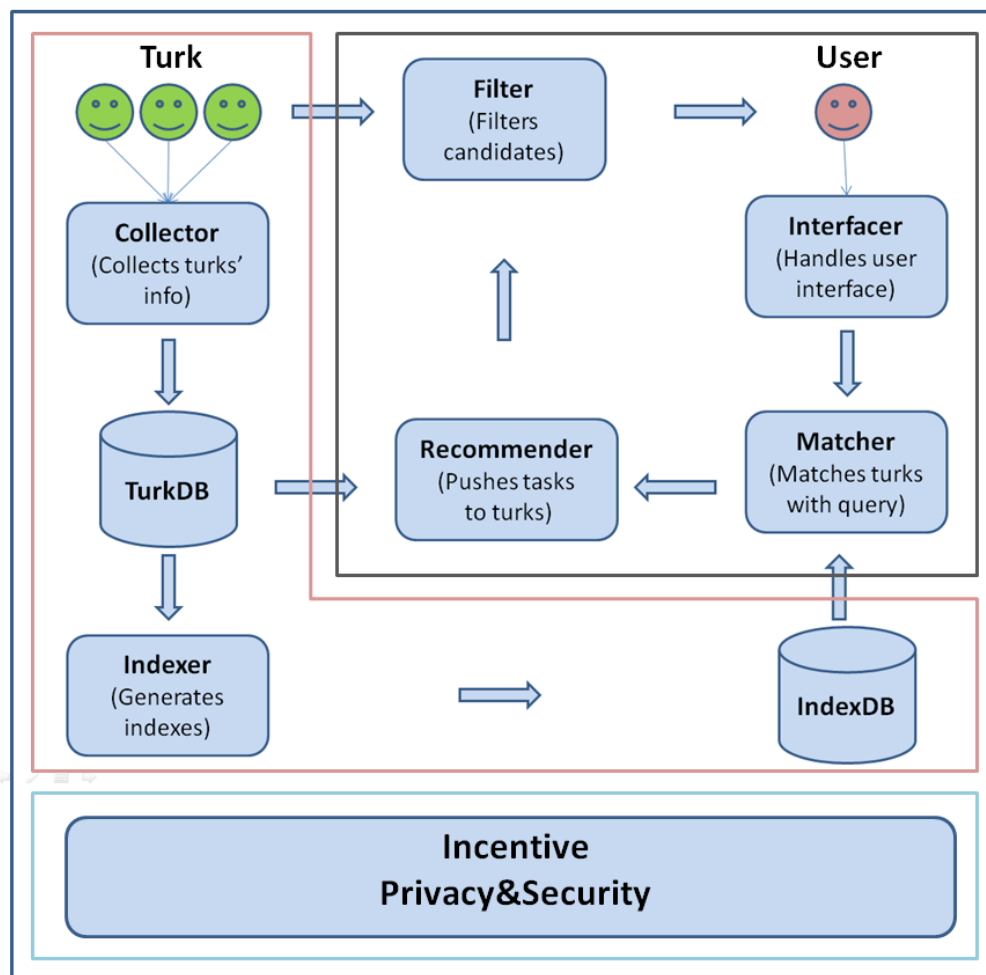 Turk
User
Filter
(Filters
candidates)
Collector
(Collects turks’
info)
Interfacer
(Handles user
interface)
TurkDB
Recommender
(Pushes tasks
to turks)
Matcher
(Matches turks
with query)
Indexer
(Generates
indexes)
IndexDB
Incentive
Privacy&Security